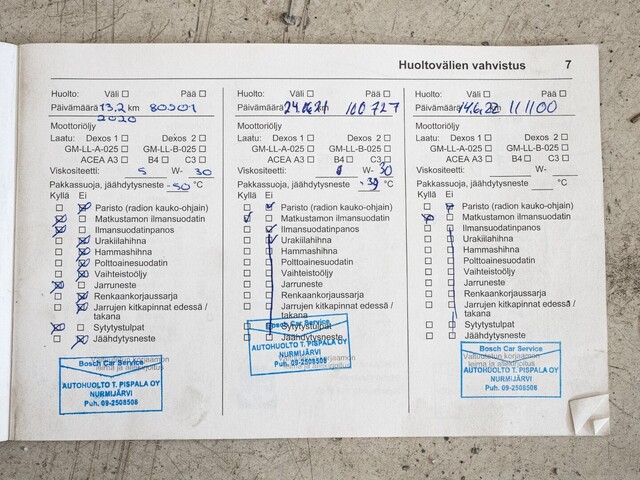 Huoltovälien vahvistus 7
Huolto: Väli Pää
Päivämäärä 13,2 km 80501
2020
Moottoriöljy
Laatu: Dexos 1 Dexos 2
GM-LL-A-025 GM-LL-B-025
ACEA A3 B4 C3
Viskositeetti: 5 W- 30
Pakkassuoja, jäähdytysneste -50 °C
Kyllä Ei
Paristo (radion kauko-ohjain)
Matkustamon ilmansuodatin
Ilmansuodatinpanos
Urakiilahihna
Hammashihna
Polttoainesuodatin
Vaihteistoöljy
Jarruneste
Renkaankorjaussarja
Jarrujen kitkapinnat edessä /
takana
Sytytystulpat
Jäähdytysneste
Bosch Car Service
AUTOHUOLTO T. PISPALA OY
NURMIJÄRVI
Puh. 09-2508508
Huolto: Väli Pää
Päivämäärä km 100727
Moottoriöljy
Laatu: Dexos 1 Dexos 2
GM-LL-A-025 GM-LL-B-025
ACEA A3 B4 C3
Viskositeetti: W- 30
Pakkassuoja, jäähdytysneste °C
Kyllä Ei
Paristo (radion kauko-ohjain)
Matkustamon ilmansuodatin
Ilmansuodatinpanos
Urakiilahihna
Hammashihna
Polttoainesuodatin
Vaihteistoöljy
Jarruneste
Renkaankorjaussarja
Jarrujen kitkapinnat edessä /
takana
Sytytystulpat
Jäähdytysneste
Bosch Car Service
AUTOHUOLTO T. PISPALA OY
NURMIJÄRVI
Puh. 09-2508508
Huolto: Väli Pää
Päivämäärä 14,6,22 km 111100
Moottoriöljy
Laatu: Dexos 1 Dexos 2
GM-LL-A-025 GM-LL-B-025
ACEA A3 B4 C3
Viskositeetti: W-
Pakkassuoja, jäähdytysneste °C
Kyllä Ei
Paristo (radion kauko-ohjain)
Matkustamon ilmansuodatin
Ilmansuodatinpanos
Urakiilahihna
Hammashihna
Polttoainesuodatin
Vaihteistoöljy
Jarruneste
Renkaankorjaussarja
Jarrujen kitkapinnat edessä /
takana
Sytytystulpat
Jäähdytysneste
Bosch Car Service
Valtuutetun korjaamon
leima ja allekirjoitus
AUTOHUOLTO T. PISPALA OY
NURMIJÄRVI
Puh. 09-2508508